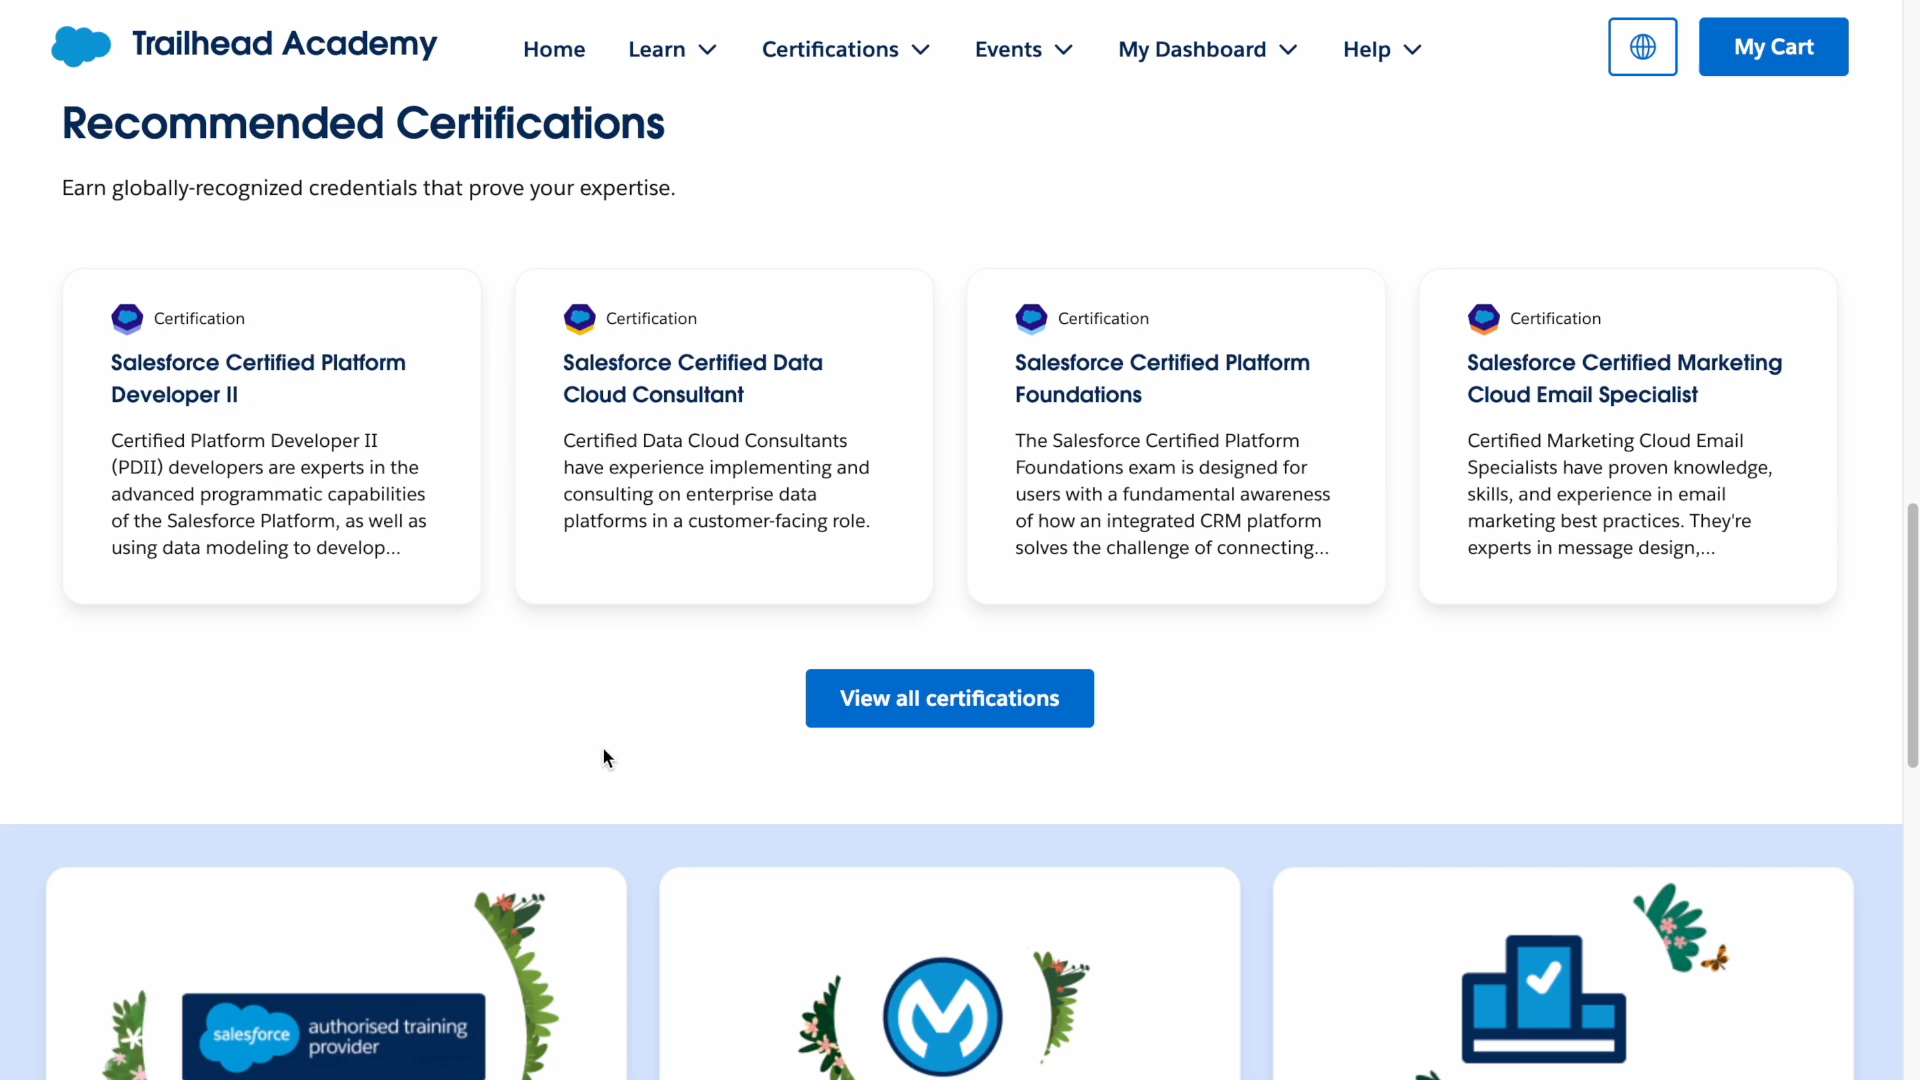 Trailhead Academy
Home
Learn
Certifications
Events
My Dashboard
Help
My Cart
Recommended Certifications
Earn globally-recognized credentials that prove your expertise.
Certification
Salesforce Certified Platform
Developer II
Certified Platform Developer II
(PDII) developers are experts in the
advanced programmatic capabilities
of the Salesforce Platform, as well as
using data modeling to develop...
Certification
Salesforce Certified Data
Cloud Consultant
Certified Data Cloud Consultants
have experience implementing and
consulting on enterprise data
platforms in a customer-facing role.
Certification
Salesforce Certified Platform
Foundations
The Salesforce Certified Platform
Foundations exam is designed for
users with a fundamental awareness
of how an integrated CRM platform
solves the challenge of connecting...
Certification
Salesforce Certified Marketing
Cloud Email Specialist
Certified Marketing Cloud Email
Specialists have proven knowledge,
skills, and experience in email
marketing best practices. They're
experts in message design,...
View all certifications
salesforce
authorised training
provider